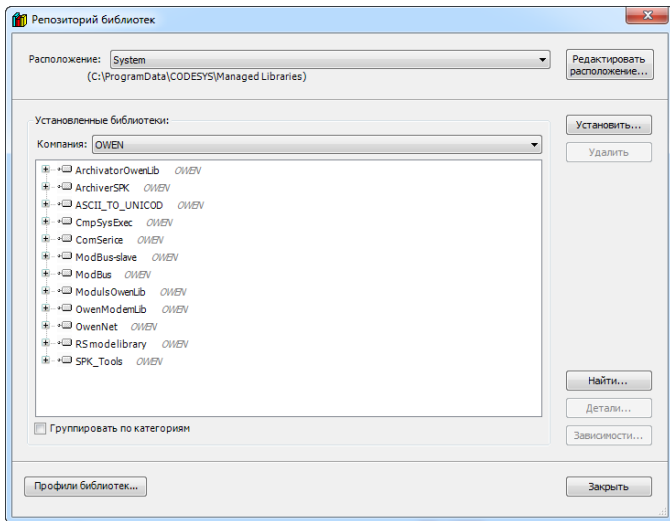 Репозиторий библиотек
Расположение: System
(C:\ProgramData\CODESYS\Managed Libraries)
Редактировать
расположение...
Установленные библиотеки:
Компания: OWEN
Установить...
Удалить
ArchivatorOwenLib OWEN
ArchiverSPK OWEN
ASCII_TO_UNICOD OWEN
CmpSysExec OWEN
ComSerice OWEN
ModBus-slave OWEN
ModBus OWEN
ModulsOwenLib OWEN
OwenModemLib OWEN
OwenNet OWEN
RSmodelibrary OWEN
SPK_Tools OWEN
Найти...
Детали...
Группировать по категориям
Зависимости...
Профили библиотек...
Закрыть